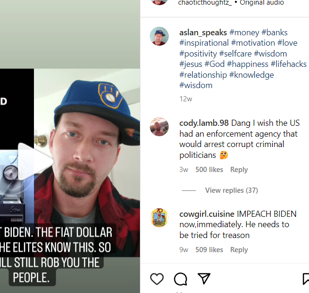 chaoticthoughtz_ • Original audio
aslan_speaks #money #banks
#inspirational #motivation #love
#positivity #selfcare #wisdom
#jesus #God #happiness #lifehacks
#relationship #knowledge
#wisdom
12w
BIDEN. THE FIAT DOLLAR
ELITES KNOW THIS. SO
STILL ROB YOU THE
PEOPLE.
cody.lamb.98 Dang I wish the US
had an enforcement agency that
would arrest corrupt criminal
politicians 🤔
3w 500 likes Reply
View replies (37)
cowgirl.cuisine IMPEACH BIDEN
now,immediately. He needs to
be tried for treason
9w 509 likes Reply